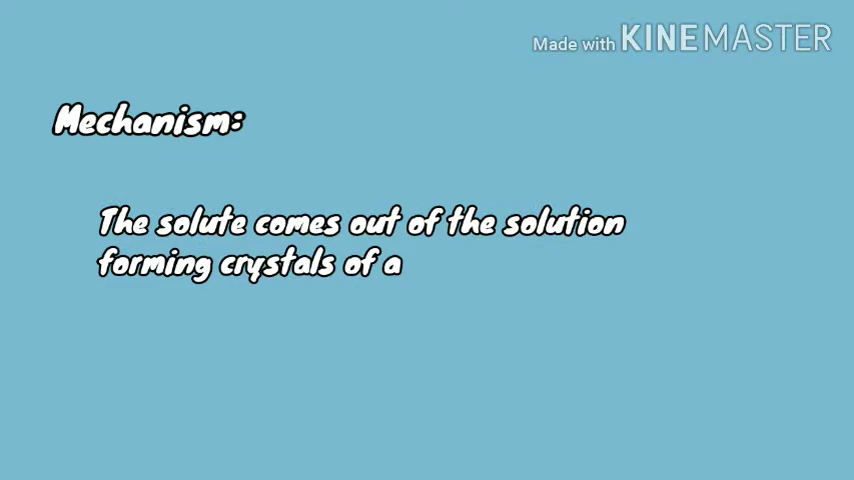 Made with KINEMASTER
Mechanism:
The solute comes out of the solution
forming crystals of a